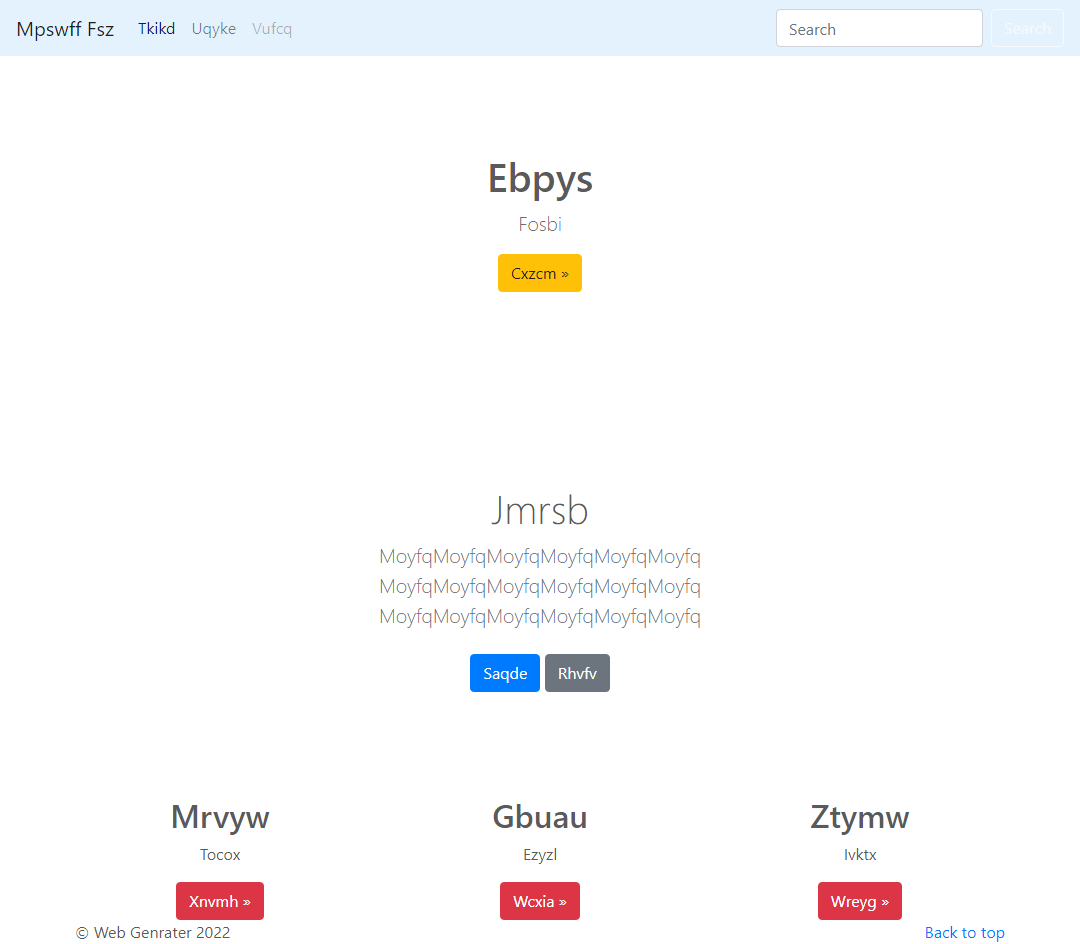 Mpswff Fsz Tkikd Uqyke Vufcq Search Search
Ebpys
Fosbi
Cxzcm »
Jmrsb
MoyfqMoyfqMoyfqMoyfqMoyfqMoyfq
MoyfqMoyfqMoyfqMoyfqMoyfqMoyfq
MoyfqMoyfqMoyfqMoyfqMoyfqMoyfq
Saqde Rhvfv
Mrvyw Gbuau Ztymw
Tocox Ezyzl Ivktx
Xnvmh » Wcxia » Wreyg »
© Web Genrater 2022 Back to top